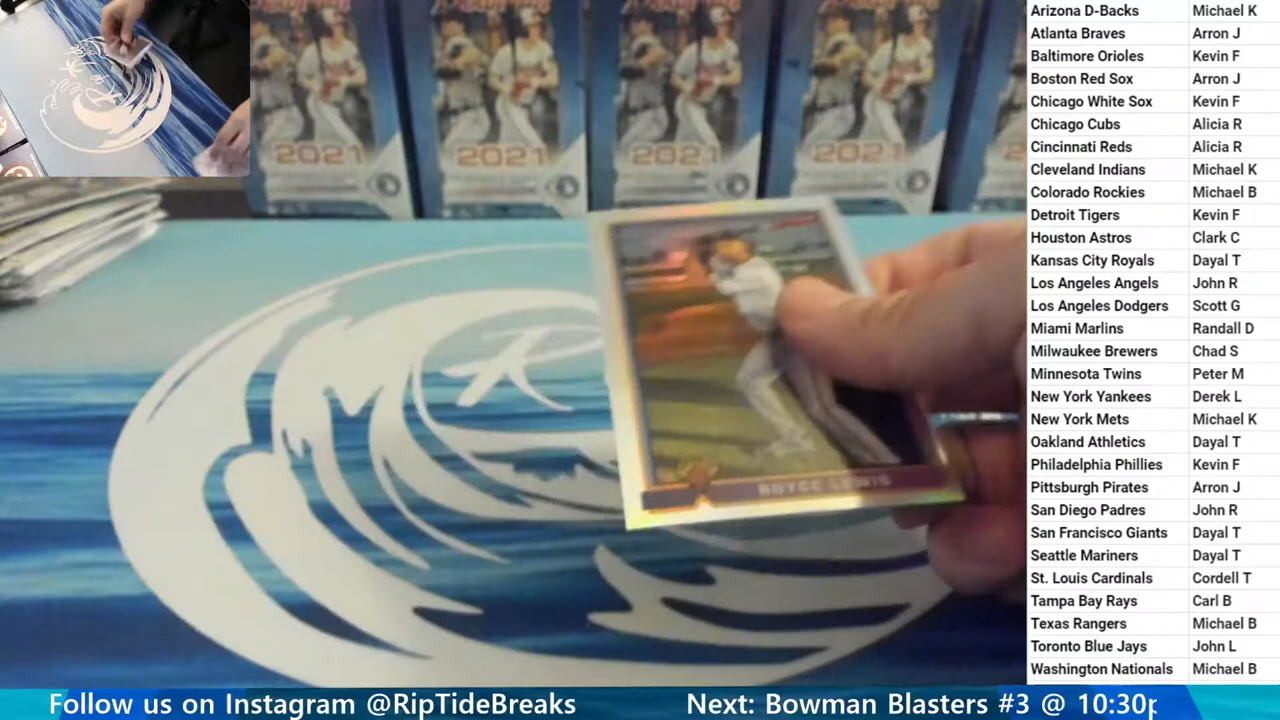 2021
2021
2021
2021
ROYCE LEWIS
Arizona D-Backs Michael K
Atlanta Braves Arron J
Baltimore Orioles Kevin F
Boston Red Sox Arron J
Chicago White Sox Kevin F
Chicago Cubs Alicia R
Cincinnati Reds Alicia R
Cleveland Indians Michael K
Colorado Rockies Michael B
Detroit Tigers Kevin F
Houston Astros Clark C
Kansas City Royals Dayal T
Los Angeles Angels John R
Los Angeles Dodgers Scott G
Miami Marlins Randall D
Milwaukee Brewers Chad S
Minnesota Twins Peter M
New York Yankees Derek L
New York Mets Michael K
Oakland Athletics Dayal T
Philadelphia Phillies Kevin F
Pittsburgh Pirates Arron J
San Diego Padres John R
San Francisco Giants Dayal T
Seattle Mariners Dayal T
St. Louis Cardinals Cordell T
Tampa Bay Rays Carl B
Texas Rangers Michael B
Toronto Blue Jays John L
Washington Nationals Michael B
Follow us on Instagram @RipTideBreaks Next: Bowman Blasters #3 @ 10:30p